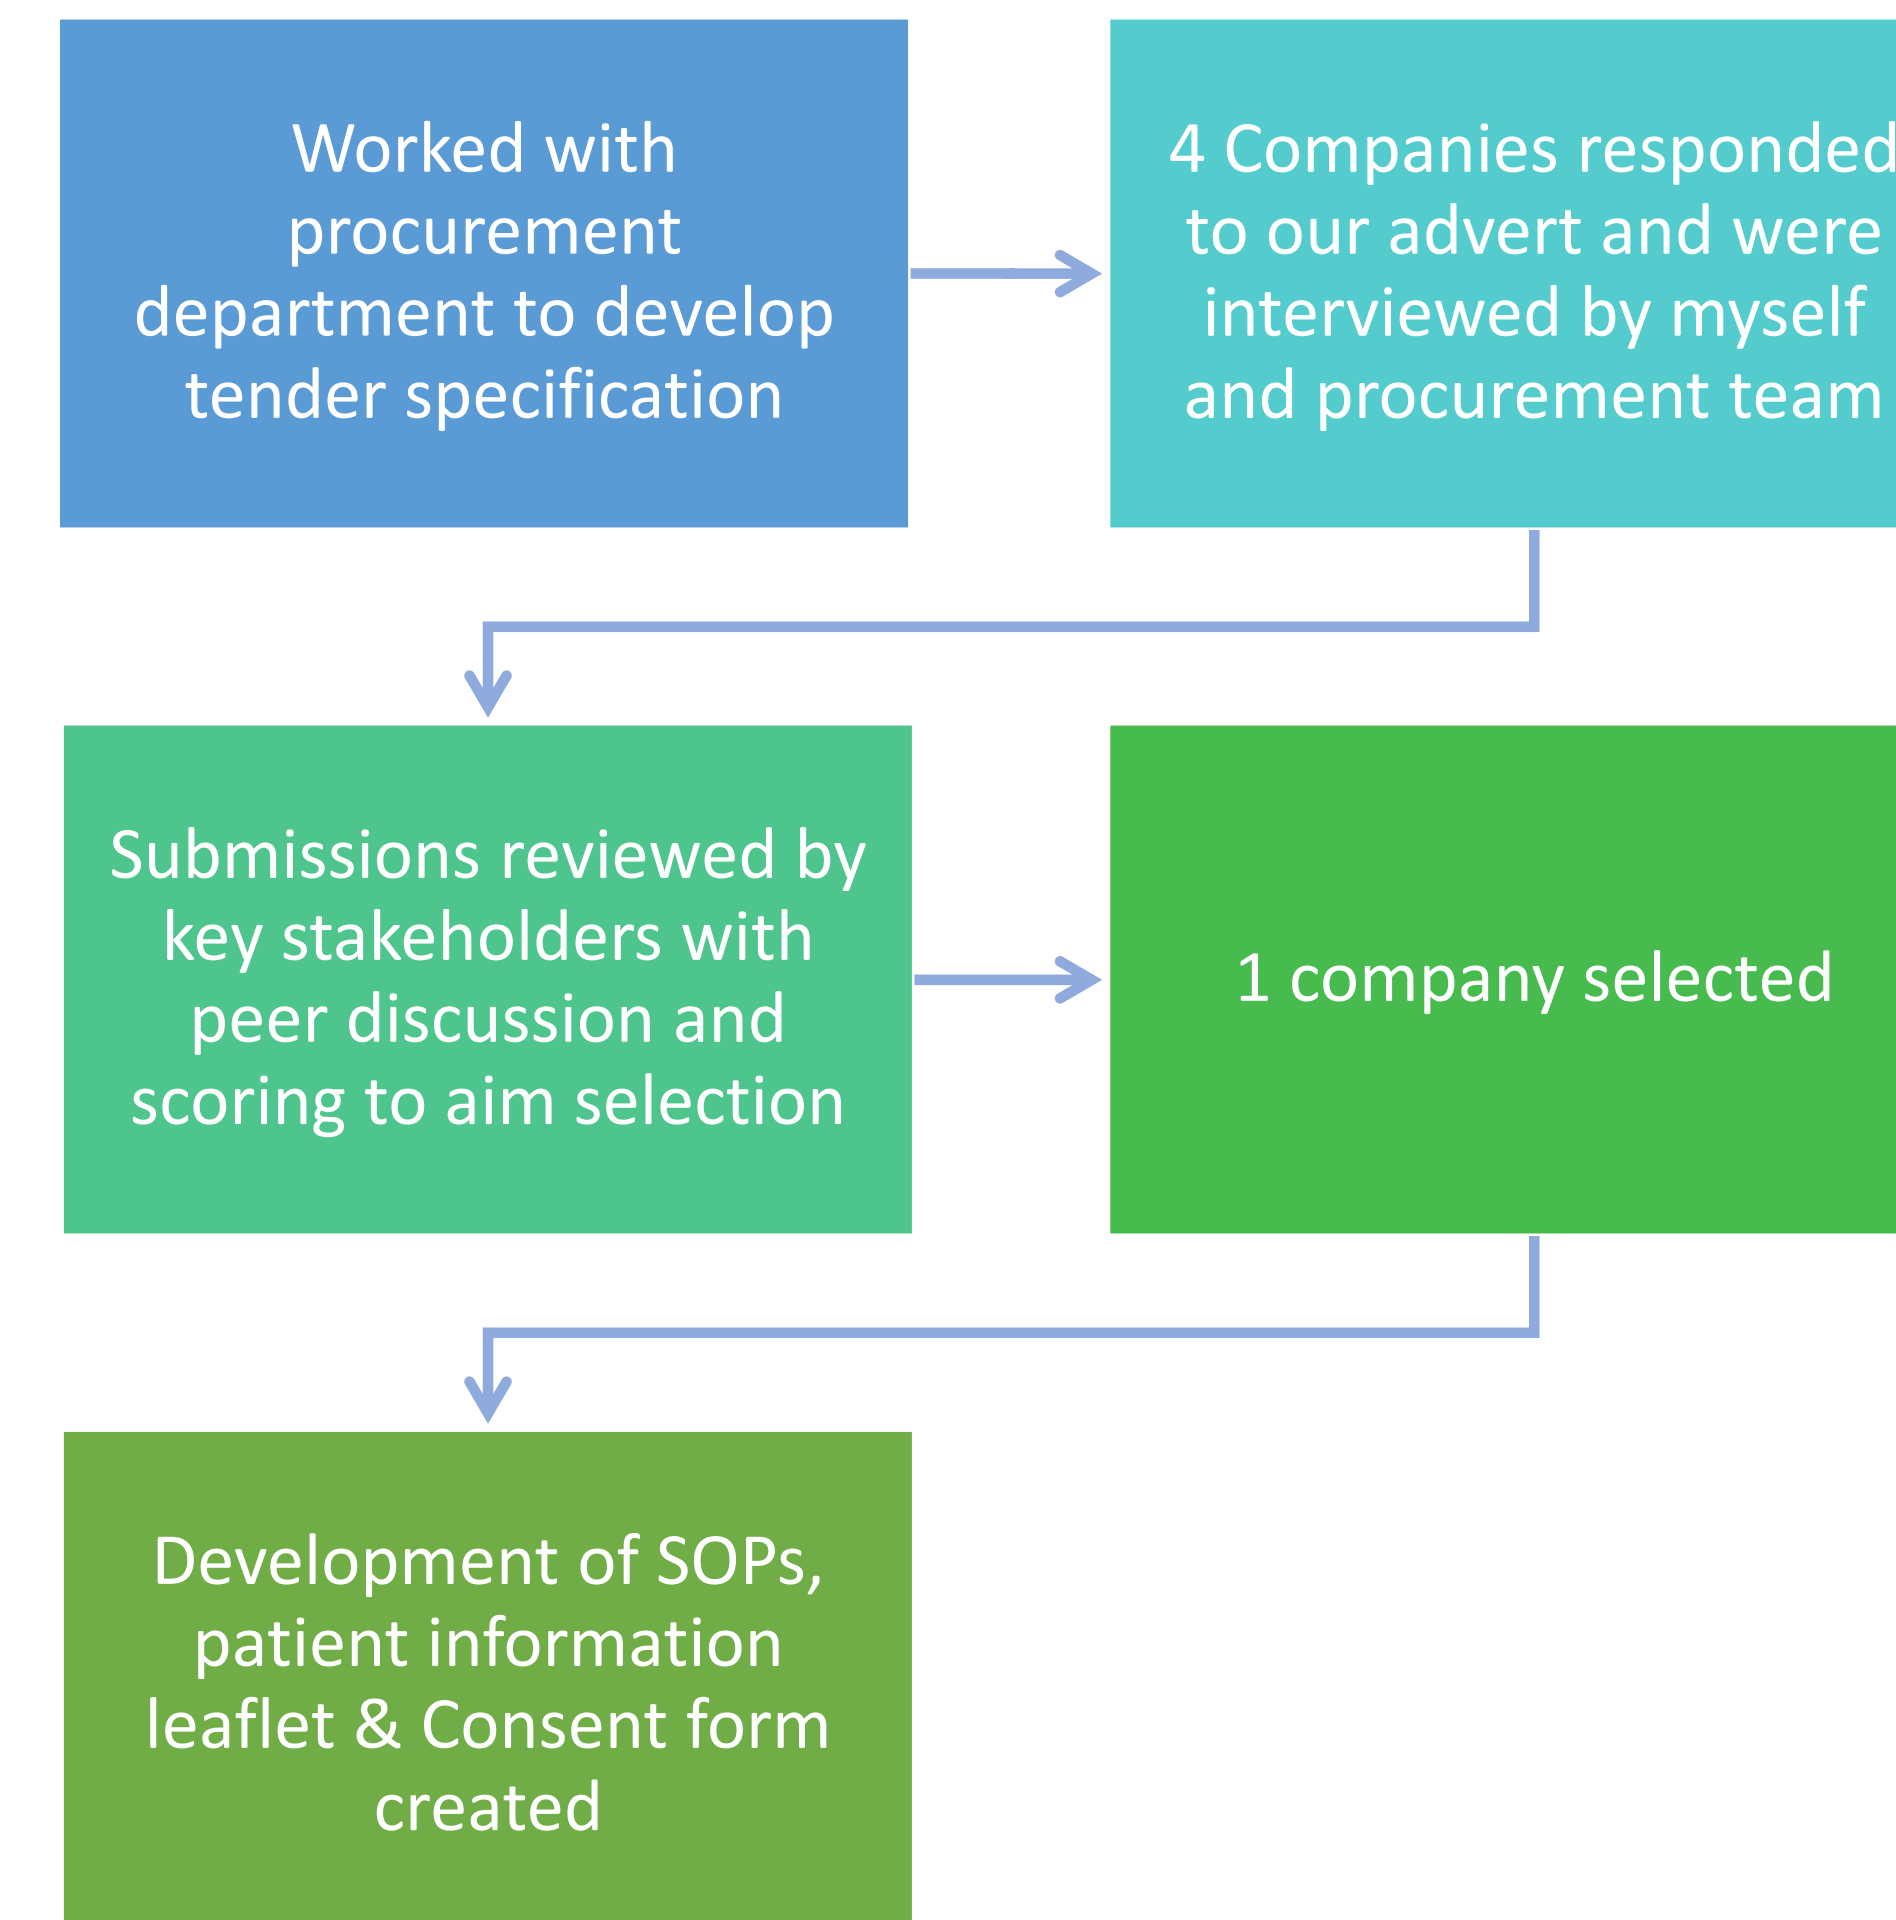 Worked with
procurement
department to develop
tender specification
4 Companies responded
to our advert and were
interviewed by myself
and procurement team
Submissions reviewed by
key stakeholders with
peer discussion and
scoring to aim selection
1 company selected
Development of SOPs,
patient information
leaflet & Consent form
created